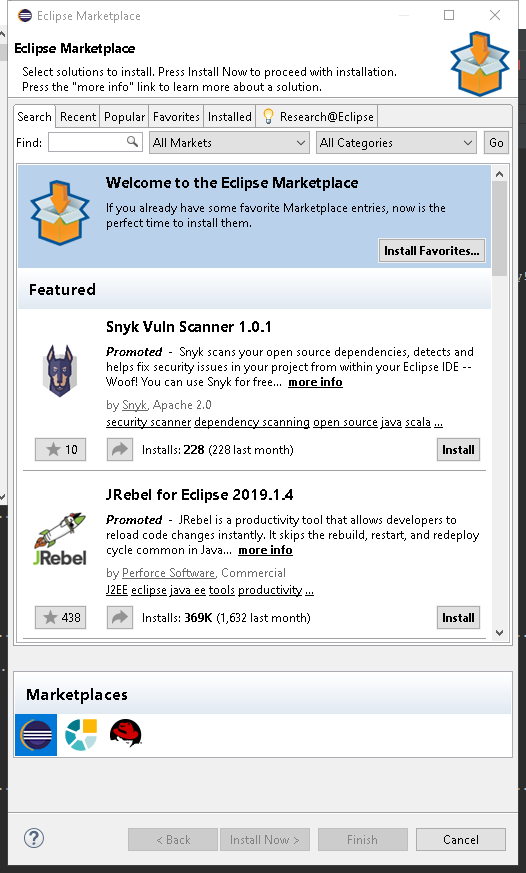 Eclipse Marketplace
Eclipse Marketplace
Select solutions to install. Press Install Now to proceed with installation.
Press the "more info" link to learn more about a solution.
Search Recent Popular Favorites Installed Research@Eclipse
Find: All Markets All Categories Go
Welcome to the Eclipse Marketplace
If you already have some favorite Marketplace entries, now is the
perfect time to install them.
Install Favorites...
Featured
Snyk Vuln Scanner 1.0.1
Promoted - Snyk scans your open source dependencies, detects and
helps fix security issues in your project from within your Eclipse IDE --
Woof! You can use Snyk for free... more info
by Snyk, Apache 2.0
security scanner dependency scanning open source java scala ...
10 Installs: 228 (228 last month) Install
JRebel for Eclipse 2019.1.4
Promoted - JRebel is a productivity tool that allows developers to
reload code changes instantly. It skips the rebuild, restart, and redeploy
cycle common in Java... more info
JRebel
by Perforce Software, Commercial
J2EE eclipse java ee tools productivity ...
438 Installs: 369K (1,632 last month) Install
Marketplaces
? < Back Install Now > Finish Cancel